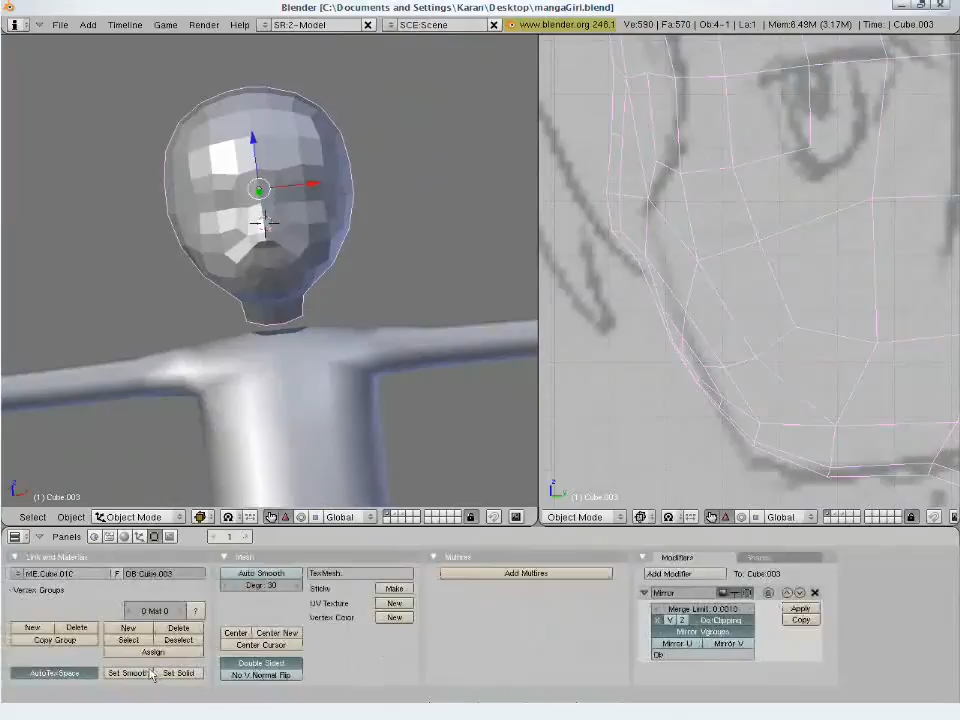 Blender [C:\Documents and Settings\Karan\Desktop\mangaGirl.blend]
File Add Timeline Game Render Help SR:2-Model SCE:Scene www.blender.org 246.1 Ve:590 | Fa:570 | Ob:4-1 | La:1 | Mem:6.49M (3.17M) | Time: | Cube.003
(1) Cube.003
(1) Cube.003
Select Object Object Mode Global
Object Mode Global
Panels 1
Link and Materials
ME:Cube.010 F OB:Cube.003
Vertex Groups
0 Mat 0 ?
New Delete New Delete
Copy Group Select Deselect
Assign
AutoTexSpace Set Smooth Set Solid
Mesh
Auto Smooth
Degr: 30
TexMesh:
Sticky Make
UV Texture New
Vertex Color New
Center Center New
Center Cursor
Double Sided
No V.Normal Flip
Multires
Add Multires
Modifiers Shapes
Add Modifier To: Cube.003
Mirror
Merge Limit: 0.0010 Apply
X Y Z Do Clipping Copy
Mirror Vgroups
Mirror U Mirror V
Ob: